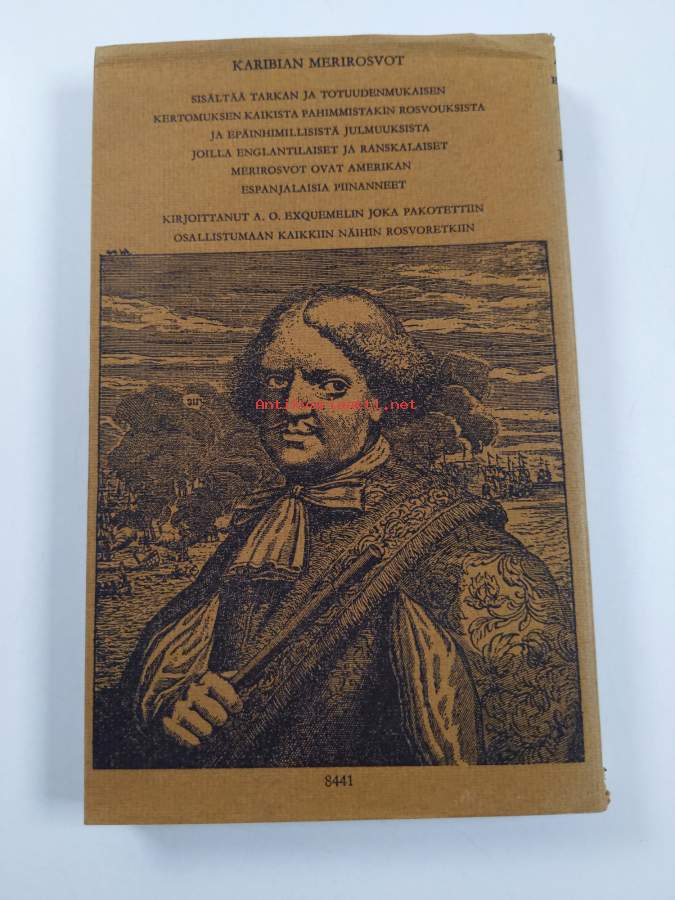 KARIBIAN MERIROSVOT
SISÄLTÄÄ TARKAN JA TOTUUDENMUKAISEN
KERTOMUKSEN KAIKISTA PAHIMMISTAKIN ROSVOUKSISTA
JA EPÄINHIMILLISISTÄ JULMUUKSISTA
JOILLA ENGLANTILAISET JA RANSKALAISET
MERIROSVOT OVAT AMERIKAN
ESPANJALAISIA PIINANNEET
KIRJOITTANUT A. O. EXQUEMELIN JOKA PAKOTETTIIN
OSALLISTUMAAN KAIKKIIN NÄIHIN ROSVORETKIIN
Antikvariaatti.net
8441